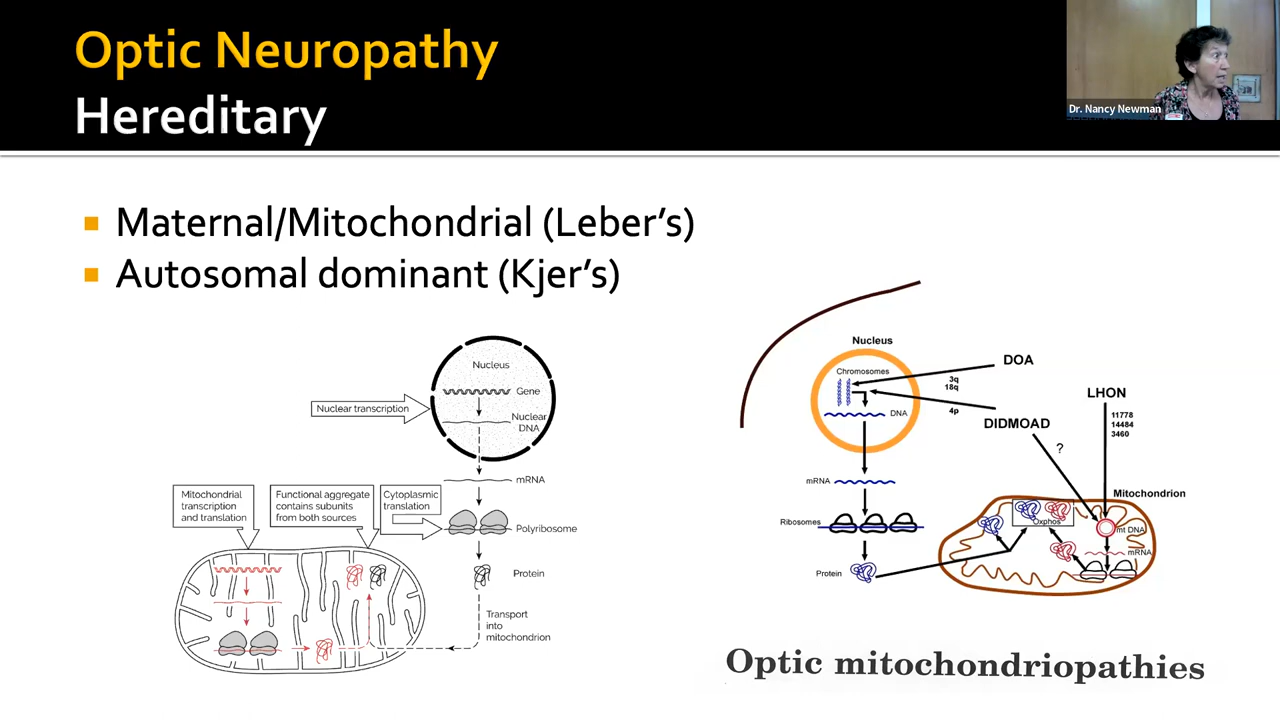 Optic Neuropathy
Hereditary
Dr. Nancy Newman
Maternal/Mitochondrial (Leber's)
Autosomal dominant (Kjer's)
Nucleus
Gene
Nuclear transcription
Nuclear
DNA
mRNA
Mitochondrial
transcription
and translation
Functional aggregate
contains subunits
from both sources
Cytoplasmic
translation
Polyribosome
Protein
Transport
into
mitochondrion
Nucleus
Chromosomes
DNA
DOA
3q
18q
4p
DIDMOAD
?
LHON
11778
14484
3460
mRNA
Ribosomes
Protein
Mitochondrion
Oxphos
mt DNA
mRNA
Optic mitochondriopathies